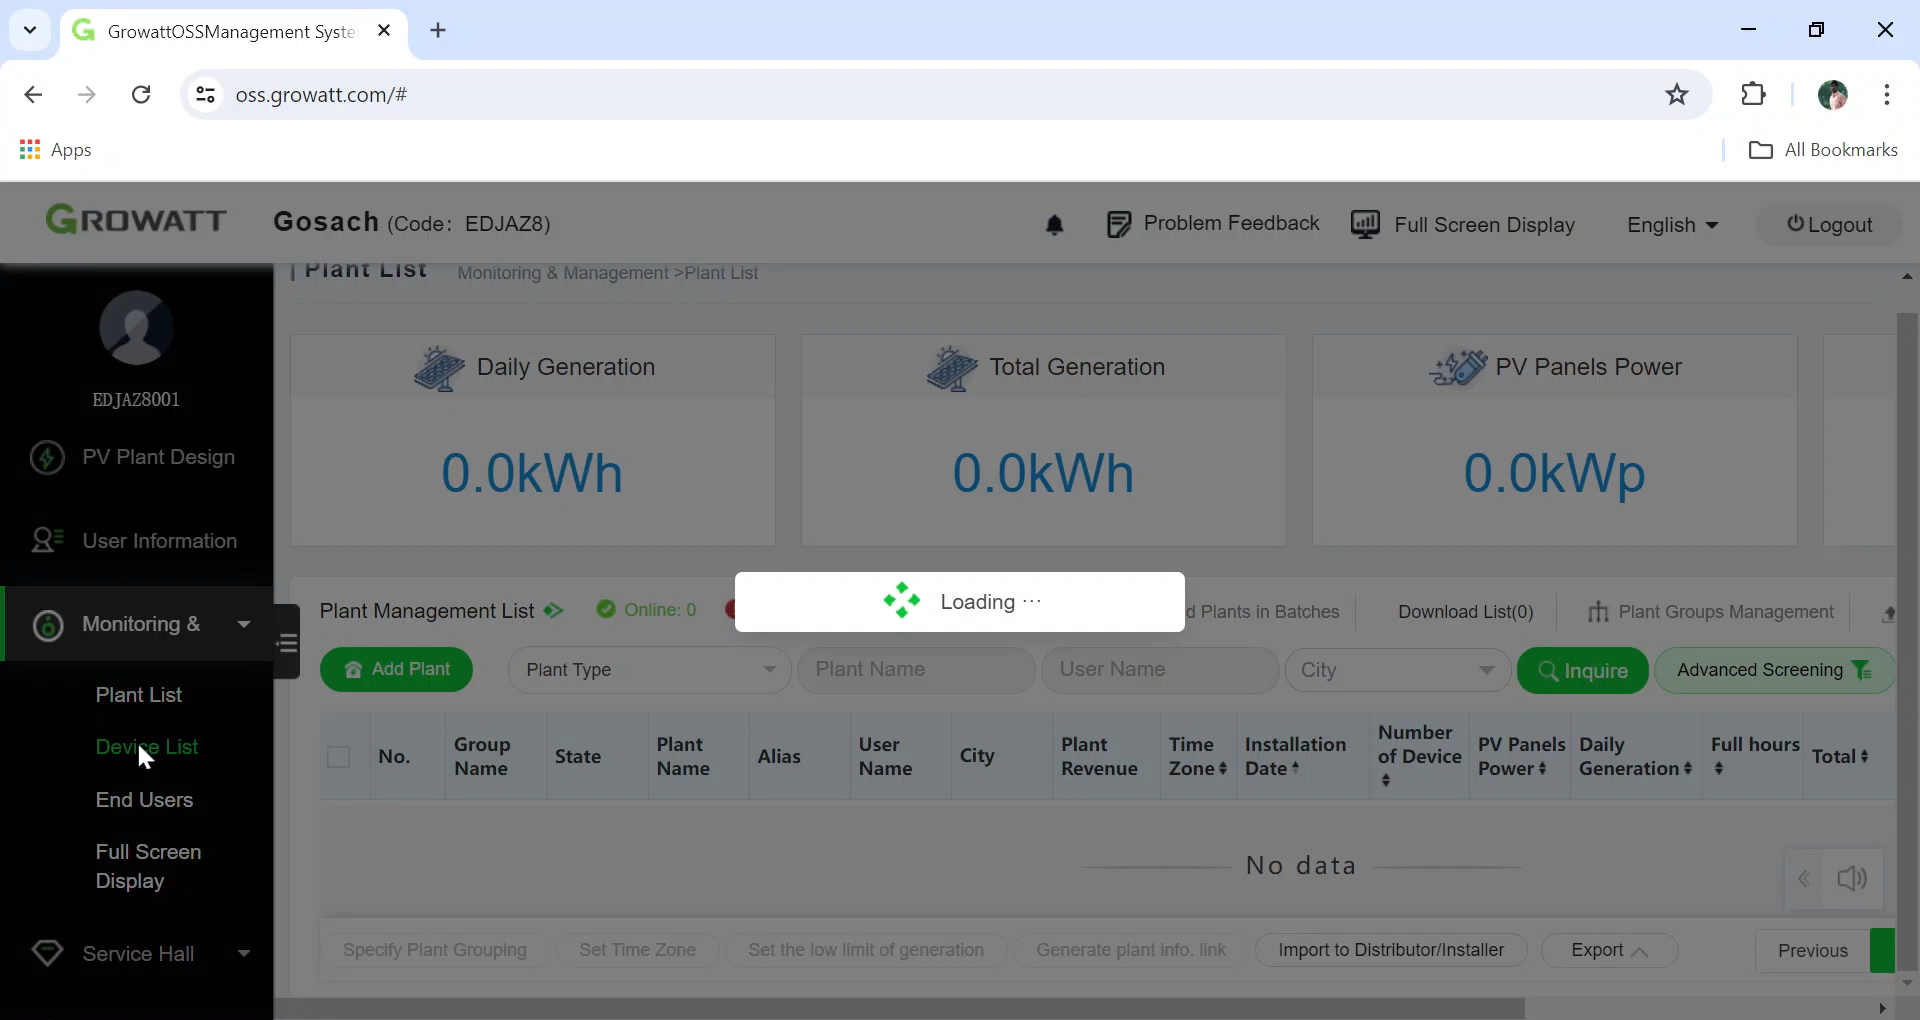 GrowattOSSManagement Syste
oss.growatt.com/#
Apps
All Bookmarks
GROWATT
Gosach (Code: EDJAZ8)
Problem Feedback
Full Screen Display
English
Logout
EDJAZ8001
PV Plant Design
User Information
Monitoring &
Plant List
Device List
End Users
Full Screen
Display
Service Hall
Plant List
Monitoring & Management >Plant List
Daily Generation
0.0kWh
Total Generation
0.0kWh
PV Panels Power
0.0kWp
Plant Management List
Online: 0
Loading ...
d Plants in Batches
Download List(0)
Plant Groups Management
Add Plant
Plant Type
Plant Name
User Name
City
Inquire
Advanced Screening
No.
Group
Name
State
Plant
Name
Alias
User
Name
City
Plant
Revenue
Time
Zone
Installation
Date
Number
of Device
PV Panels
Power
Daily
Generation
Full hours
Total
No data
Specify Plant Grouping
Set Time Zone
Set the low limit of generation
Generate plant info. link
Import to Distributor/Installer
Export
Previous